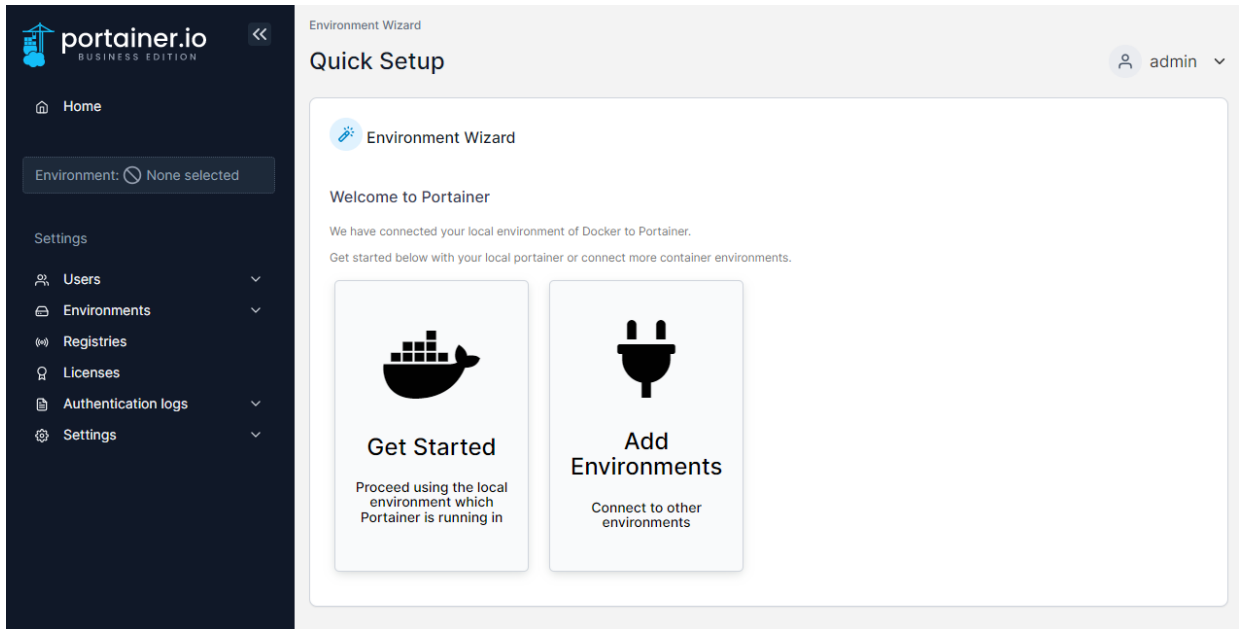 portainer.io
BUSINESS EDITION
Home
Environment: None selected
Settings
Users
Environments
Registries
Licenses
Authentication logs
Settings
Environment Wizard
Quick Setup
admin
Environment Wizard
Welcome to Portainer
We have connected your local environment of Docker to Portainer.
Get started below with your local portainer or connect more container environments.
Get Started
Proceed using the local
environment which
Portainer is running in
Add
Environments
Connect to other
environments